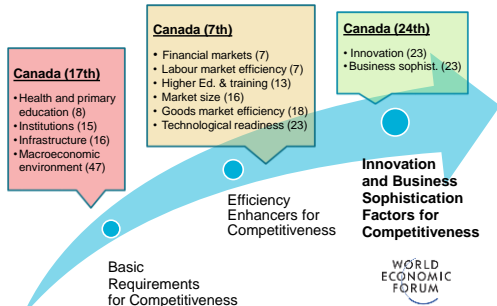 Canada (17th)
• Health and primary
education (8)
• Institutions (15)
• Infrastructure (16)
• Macroeconomic
environment (47)
Canada (7th)
• Financial markets (7)
• Labour market efficiency (7)
• Higher Ed. & training (13)
• Market size (16)
• Goods market efficiency (18)
• Technological readiness (23)
Canada (24th)
• Innovation (23)
• Business sophist. (23)
Basic
Requirements
for Competitiveness
Efficiency
Enhancers for
Competitiveness
Innovation
and Business
Sophistication
Factors for
Competitiveness
WORLD
ECONOMIC
FORUM